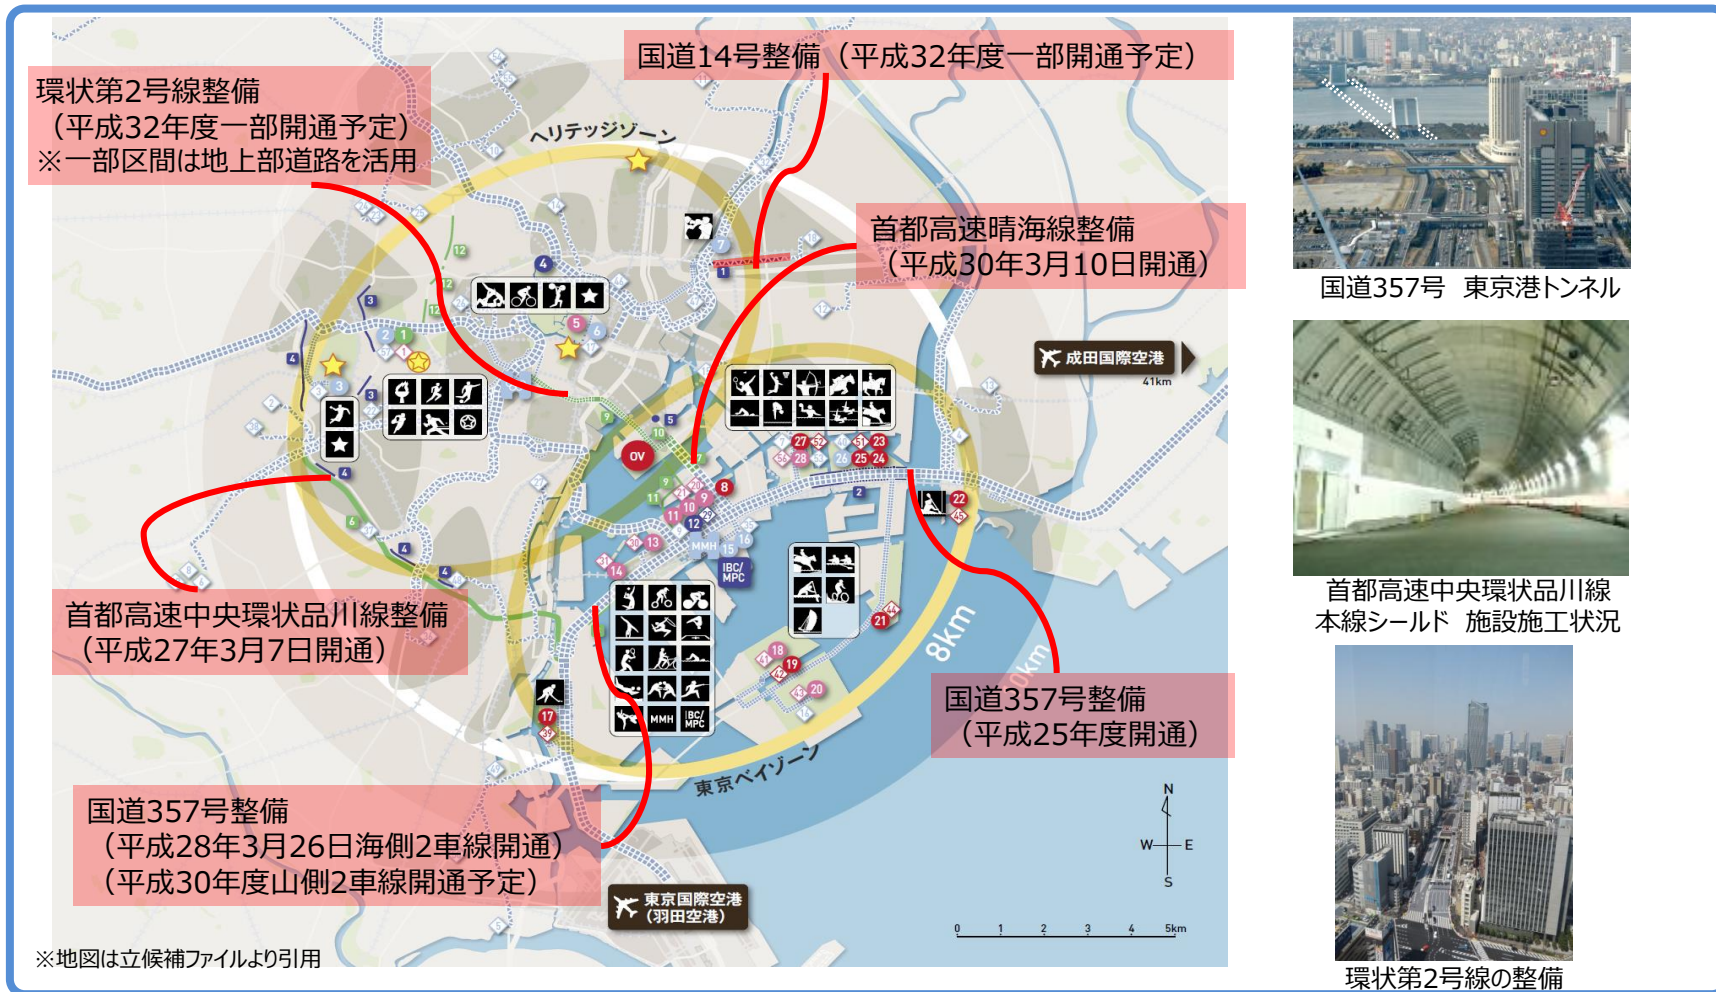 国道14号整備（平成32年度一部開通予定）
環状第2号線整備
（平成32年度一部開通予定）
※一部区間は地上部道路を活用
ヘリテッジゾーン
首都高速晴海線整備
（平成30年3月10日開通）
成田国際空港
41km
OV
MMH
IBC/
MPC
MMH
IBC/
MPC
首都高速中央環状品川線整備
（平成27年3月7日開通）
国道357号整備
（平成25年度開通）
8km
東京ベイゾーン
国道357号整備
（平成28年3月26日海側2車線開通）
（平成30年度山側2車線開通予定）
東京国際空港
（羽田空港）
N
W
E
S
0 1 2 3 4 5km
※地図は立候補ファイルより引用
国道357号 東京港トンネル
首都高速中央環状品川線
本線シールド 施設施工状況
環状第2号線の整備